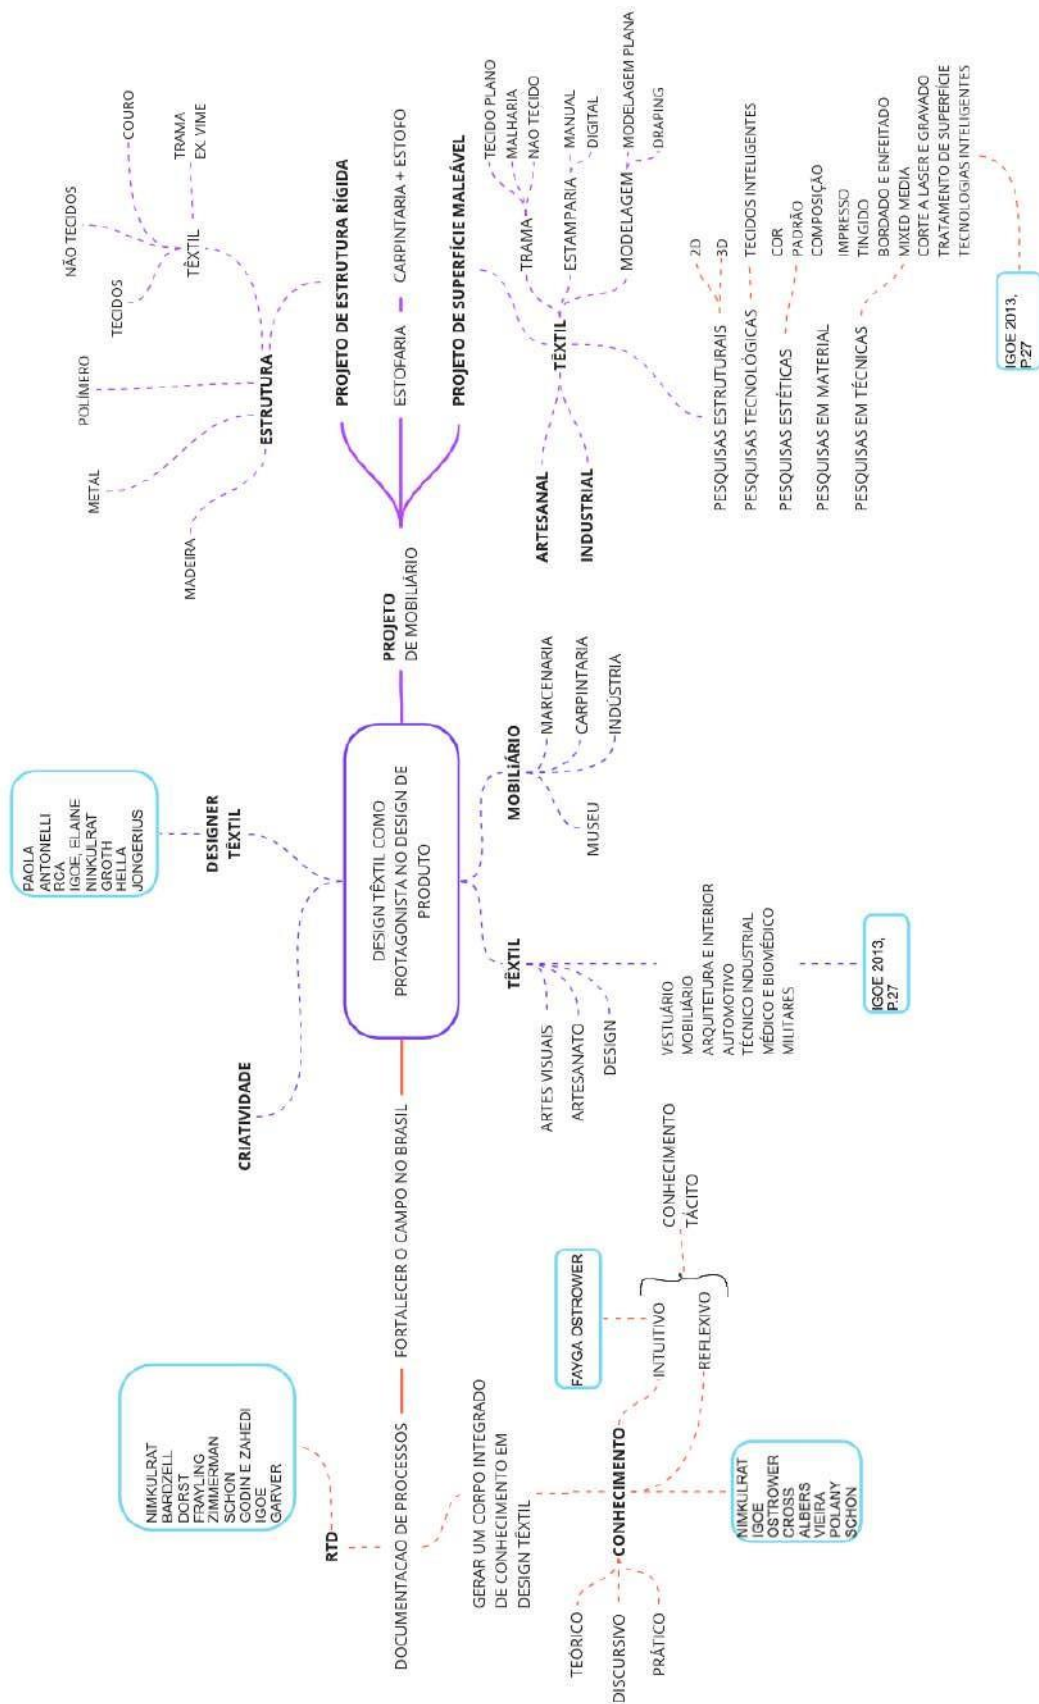 DESIGN TÊXTIL COMO
PROTAGONISTA NO DESIGN DE
PRODUTO
CRIATIVIDADE
DESIGNER
TÊXTIL
PAOLA
ANTONELLI
RCA
IGOE, ELAINE
NINKULRAT
GROTH
HELLA
JONGERIUS
FORTALECER O CAMPO NO BRASIL
DOCUMENTACAO DE PROCESSOS
RTD
NIMKULRAT
BARDZELL
DORST
FRAYLING
ZIMMERMAN
SCHON
GODIN E ZAHEDI
IGOE
GARVER
GERAR UM CORPO INTEGRADO
DE CONHECIMENTO EM
DESIGN TÊXTIL
CONHECIMENTO
TEÓRICO
DISCURSIVO
PRÁTICO
INTUITIVO
REFLEXIVO
FAYGA OSTROWER
CONHECIMENTO
TÁCITO
NIMKULRAT
IGOE
OSTROWER
CROSS
ALBERS
VIEIRA
POLANY
SCHON
TÊXTIL
ARTES VISUAIS
ARTESANATO
DESIGN
VESTUÁRIO
MOBILIÁRIO
ARQUITETURA E INTERIOR
AUTOMOTIVO
TÉCNICO INDUSTRIAL
MÉDICO E BIOMÉDICO
MILITARES
IGOE 2013,
P.27
MOBILIÁRIO
MUSEU
MARCENARIA
CARPINTARIA
INDÚSTRIA
PROJETO
DE MOBILIÁRIO
PROJETO DE ESTRUTURA RÍGIDA
ESTOFARIA
CARPINTARIA + ESTOFO
PROJETO DE SUPERFÍCIE MALEÁVEL
ESTRUTURA
MADEIRA
METAL
POLÍMERO
TÊXTIL
TECIDOS
NÃO TECIDOS
COURO
TRAMA
EX. VIME
TÊXTIL
ARTESANAL
INDUSTRIAL
TRAMA
TECIDO PLANO
MALHARIA
NAO TECIDO
ESTAMPARIA
MANUAL
DIGITAL
MODELAGEM
MODELAGEM PLANA
DRAPING
PESQUISAS ESTRUTURAIS
2D
3D
PESQUISAS TECNOLÓGICAS
TECIDOS INTELIGENTES
PESQUISAS ESTÉTICAS
COR
PADRÃO
COMPOSIÇÃO
PESQUISAS EM MATERIAL
PESQUISAS EM TÉCNICAS
IMPRESSO
TINGIDO
BORDADO E ENFEITADO
MIXED MEDIA
CORTE A LASER E GRAVADO
TRATAMENTO DE SUPERFÍCIE
TECNOLOGIAS INTELIGENTES
IGOE 2013,
P.27